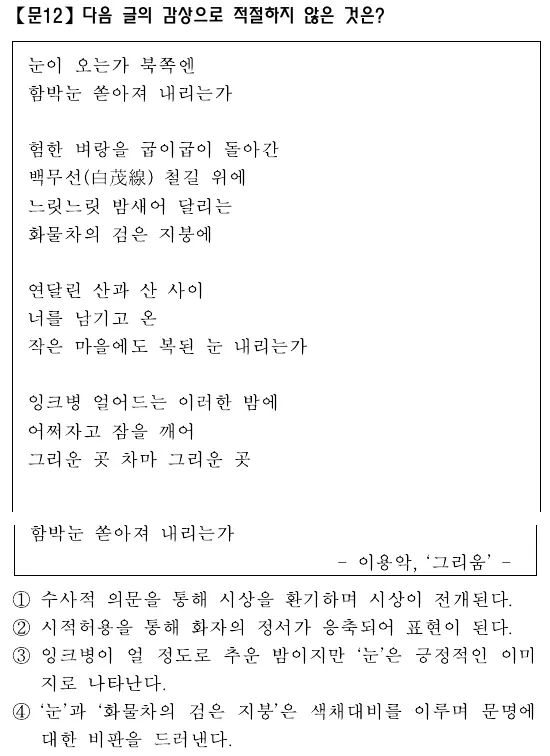 【문12】다음 글의 감상으로 적절하지 않은 것은?
눈이 오는가 북쪽엔
함박눈 쏟아져 내리는가
험한 벼랑을 굽이굽이 돌아간
백무선(白茂線) 철길 위에
느릿느릿 밤새어 달리는
화물차의 검은 지붕에
연달린 산과 산 사이
너를 남기고 온
작은 마을에도 복된 눈 내리는가
잉크병 얼어드는 이러한 밤에
어쩌자고 잠을 깨어
그리운 곳 차마 그리운 곳
함박눈 쏟아져 내리는가
- 이용악, ‘그리움’ -
① 수사적 의문을 통해 시상을 환기하며 시상이 전개된다.
② 시적허용을 통해 화자의 정서가 응축되어 표현이 된다.
③ 잉크병이 얼 정도로 추운 밤이지만 ‘눈’은 긍정적인 이미
지로 나타난다.
④ ‘눈’과 ‘화물차의 검은 지붕’은 색채대비를 이루며 문명에
대한 비판을 드러낸다.